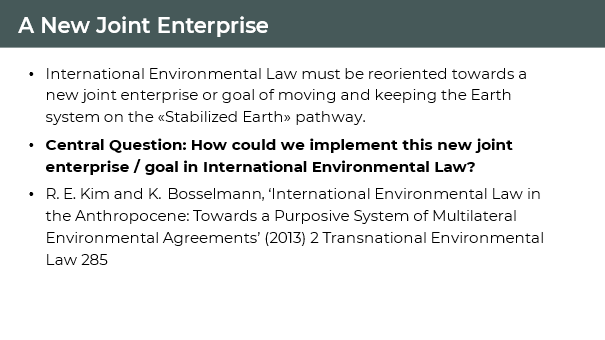 A New Joint Enterprise
• International Environmental Law must be reoriented towards a
new joint enterprise or goal of moving and keeping the Earth
system on the «Stabilized Earth» pathway.
• Central Question: How could we implement this new joint
enterprise / goal in International Environmental Law?
• R. E. Kim and K. Bosselmann, ‘International Environmental Law in
the Anthropocene: Towards a Purposive System of Multilateral
Environmental Agreements’ (2013) 2 Transnational Environmental
Law 285